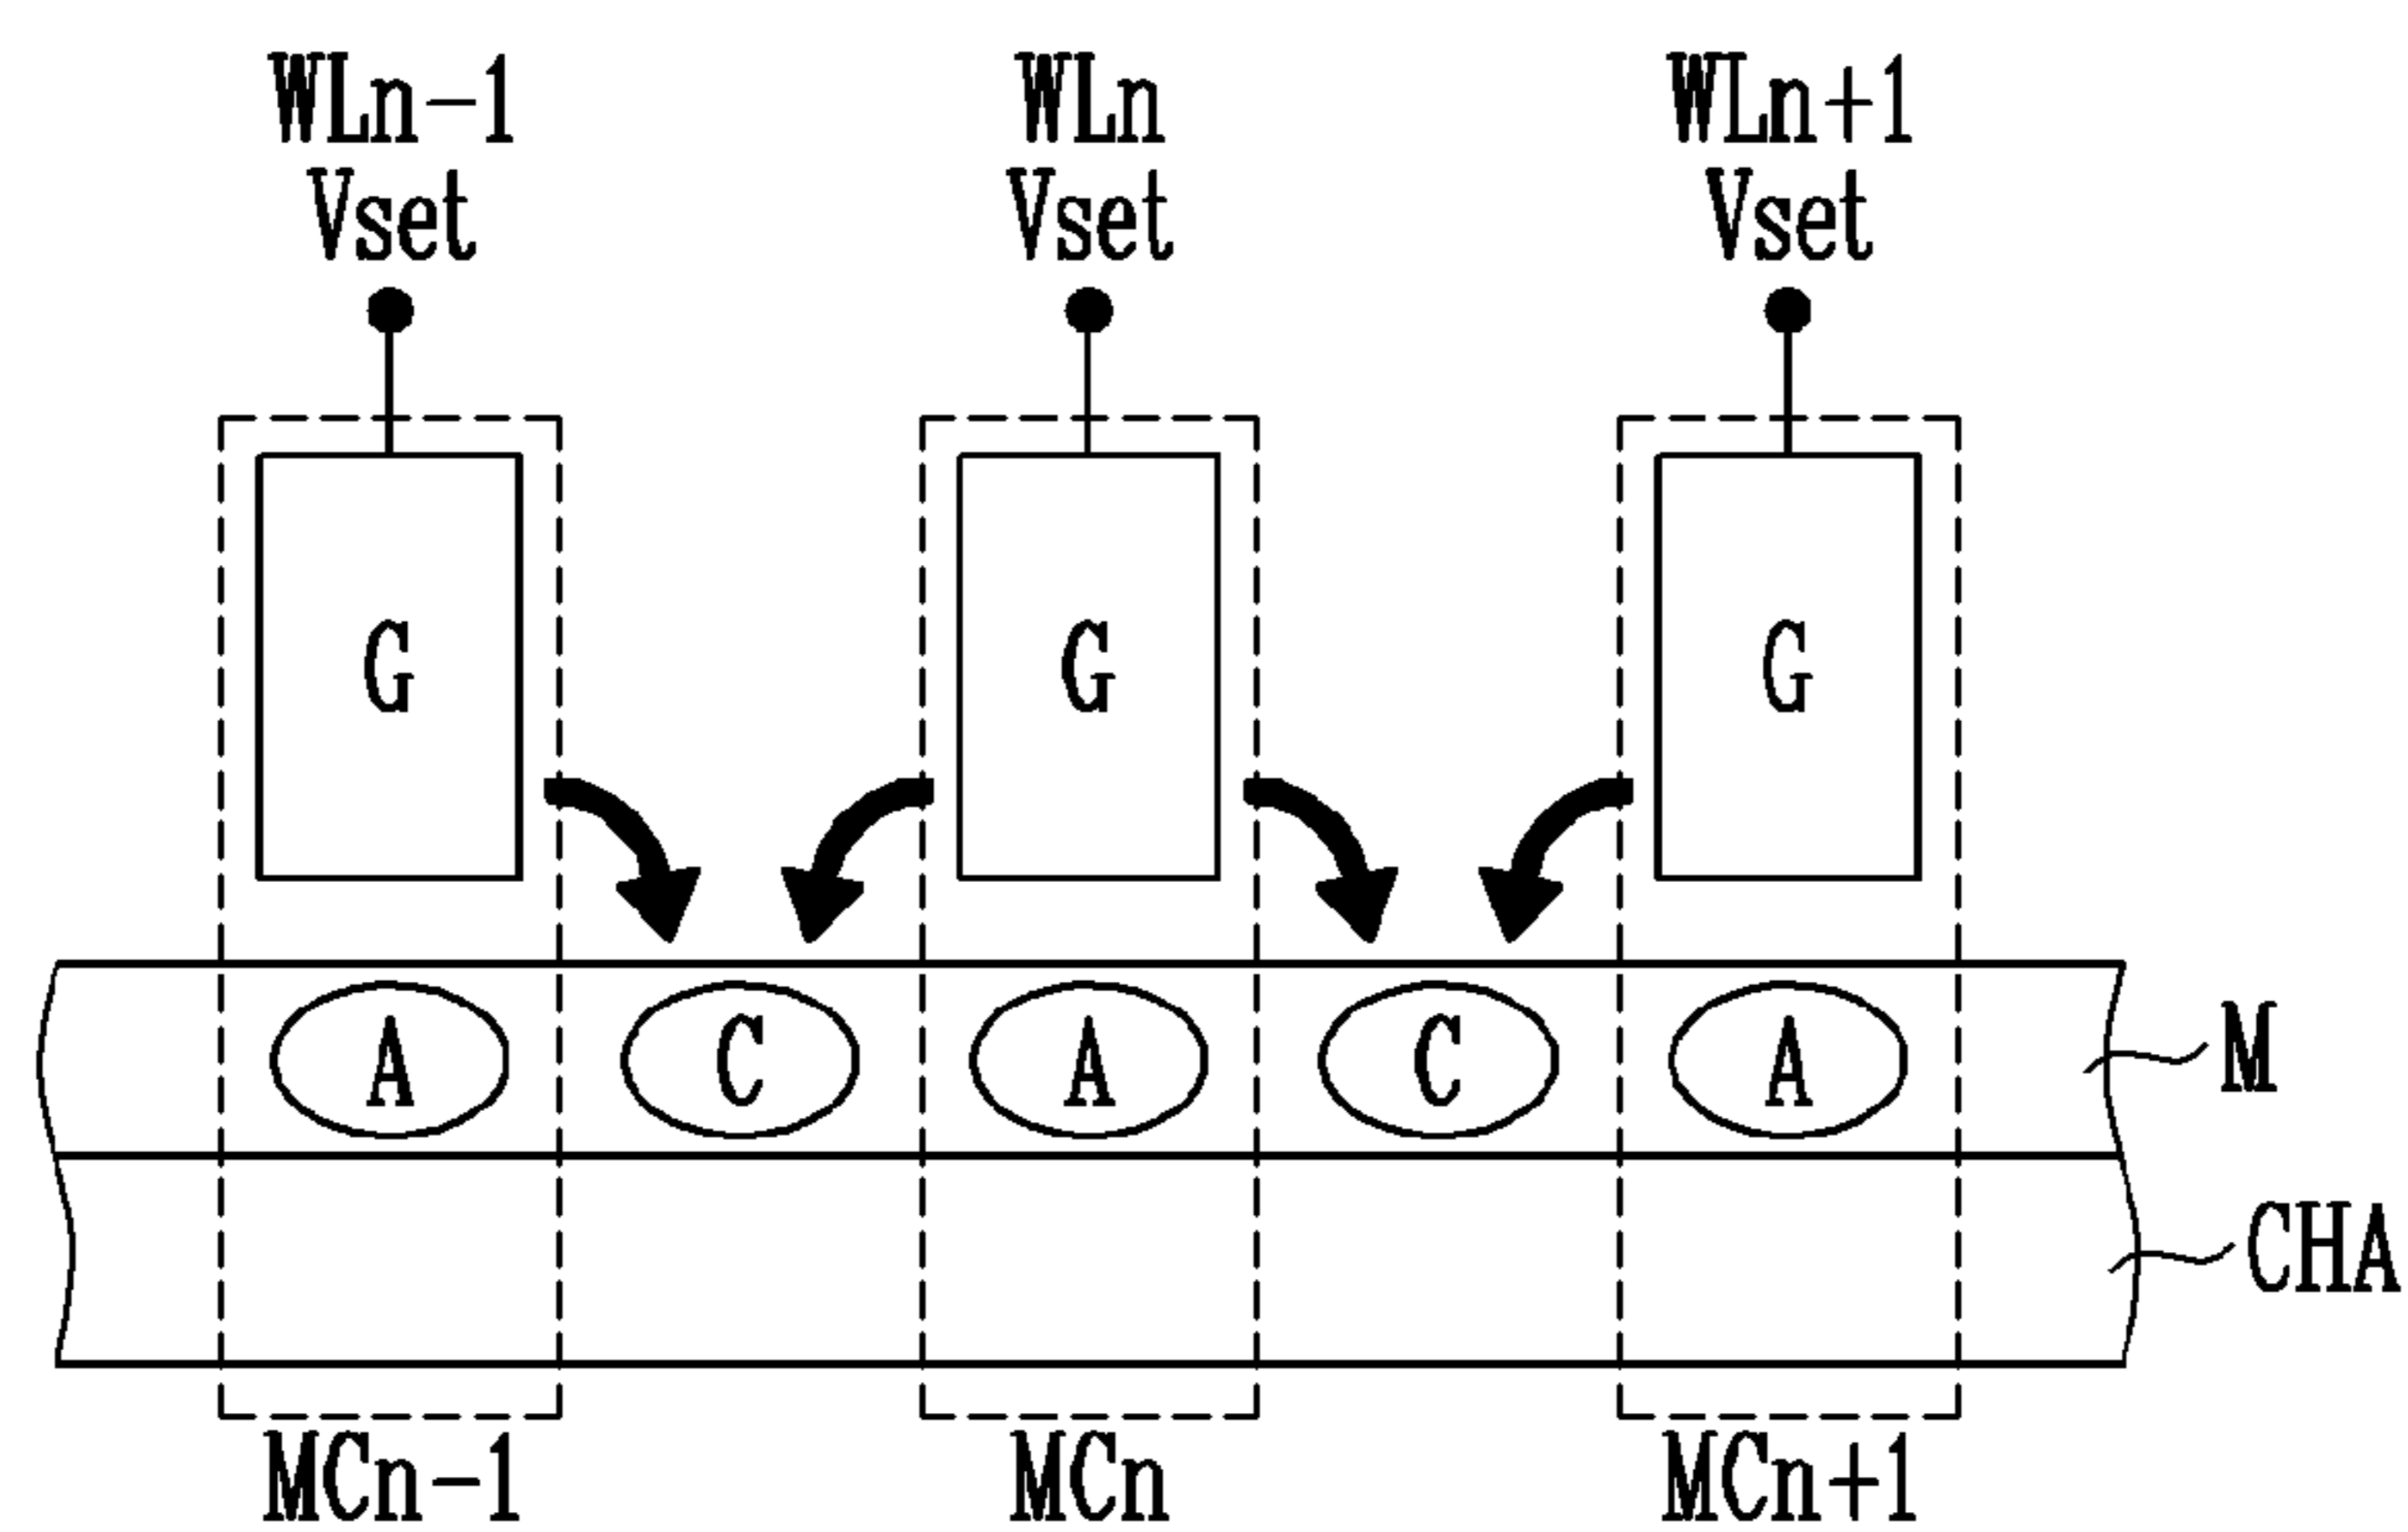 WLn-1 WLn WLn+1
Vset Vset Vset
G G G
A C A C A M
CHA
MCn-1 MCn MCn+1